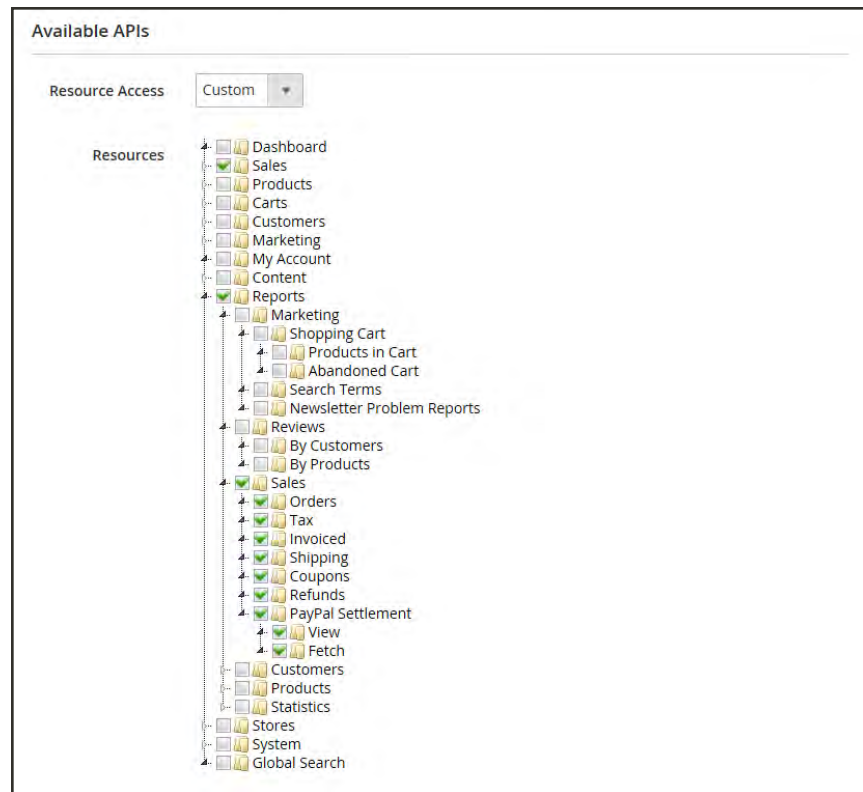 Available APIs
Resource Access Custom
Resources
Dashboard
Sales
Products
Carts
Customers
Marketing
My Account
Content
Reports
Marketing
Shopping Cart
Products in Cart
Abandoned Cart
Search Terms
Newsletter Problem Reports
Reviews
By Customers
By Products
Sales
Orders
Tax
Invoiced
Shipping
Coupons
Refunds
PayPal Settlement
View
Fetch
Customers
Products
Statistics
Stores
System
Global Search